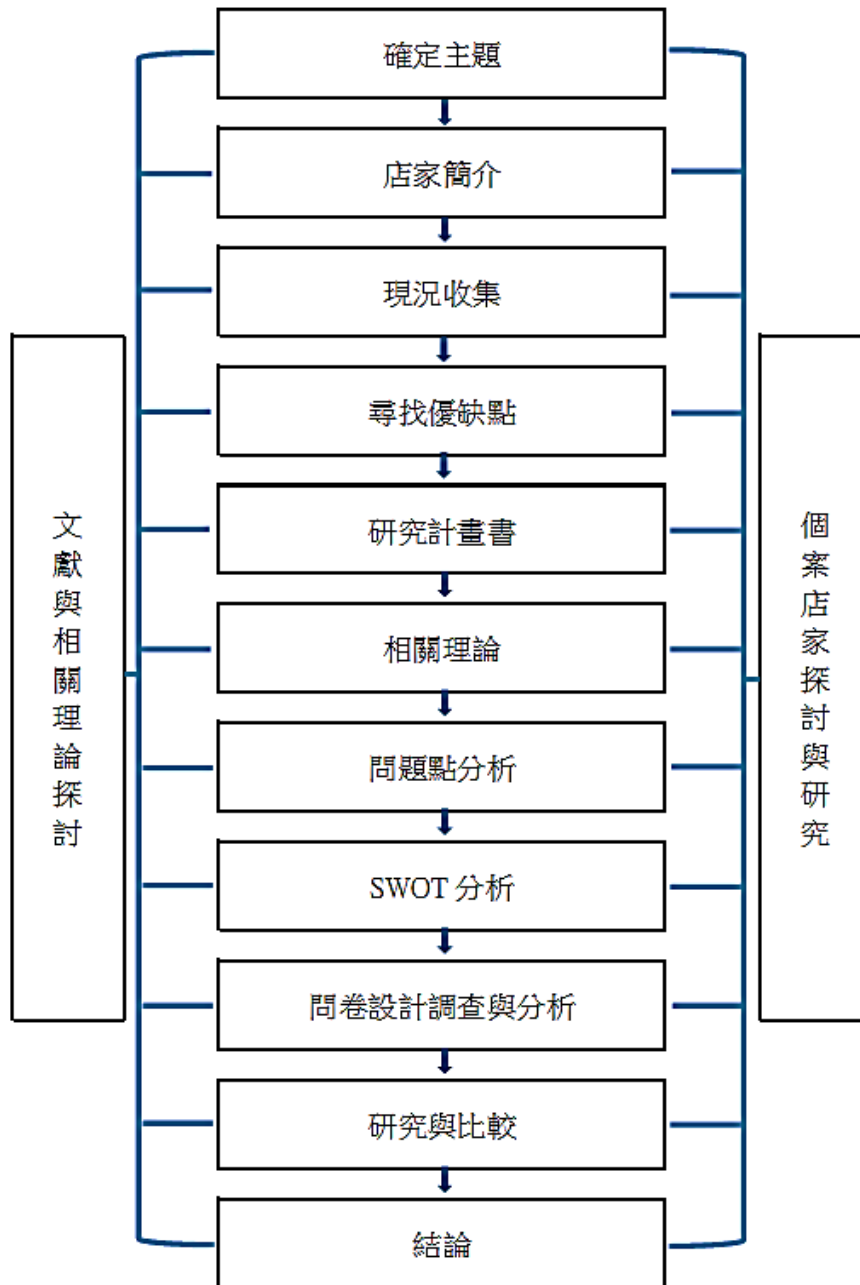 確定主題
店家簡介
現況收集
尋找優缺點
研究計畫書
相關理論
問題點分析
SWOT 分析
問卷設計調查與分析
研究與比較
結論
文獻與相關理論探討
個案店家探討與研究